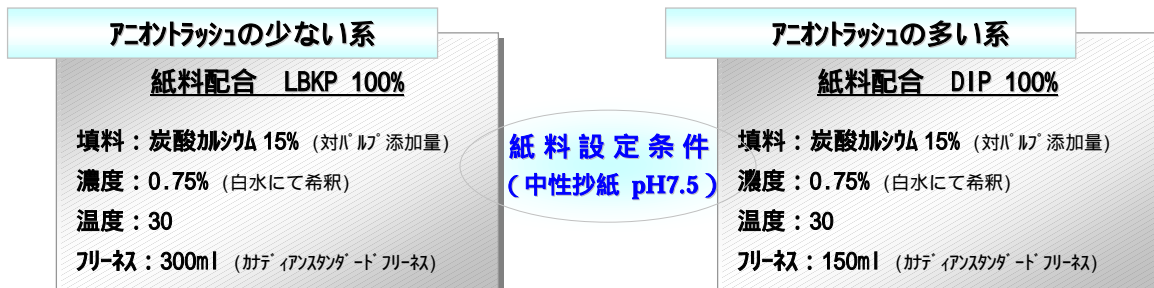 アニオントラッシュの少ない系
紙料配合　LBKP 100%
填料：炭酸カルシウム 15% (対パルプ添加量)
濃度：0.75% (白水にて希釈)
温度：30
フリーネス：300ml (カナディアンスタンダードフリーネス)
紙料設定条件
(中性抄紙 pH7.5)
アニオントラッシュの多い系
紙料配合　DIP 100%
填料：炭酸カルシウム 15% (対パルプ添加量)
濃度：0.75% (白水にて希釈)
温度：30
フリーネス：150ml (カナディアンスタンダードフリーネス)